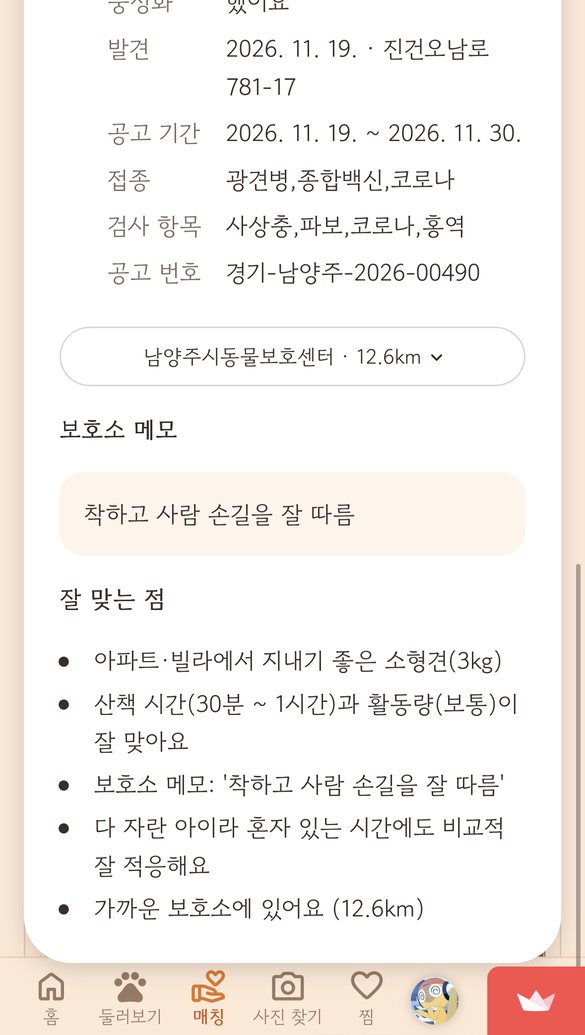 중성화 했어요
발견 2026. 11. 19. · 진건오남로
781-17
공고 기간 2026. 11. 19. ~ 2026. 11. 30.
접종 광견병,종합백신,코로나
검사 항목 사상충,파보,코로나,홍역
공고 번호 경기-남양주-2026-00490
남양주시동물보호센터 · 12.6km
보호소 메모
착하고 사람 손길을 잘 따름
잘 맞는 점
● 아파트·빌라에서 지내기 좋은 소형견(3kg)
● 산책 시간(30분 ~ 1시간)과 활동량(보통)이
잘 맞아요
● 보호소 메모: '착하고 사람 손길을 잘 따름'
● 다 자란 아이라 혼자 있는 시간에도 비교적
잘 적응해요
● 가까운 보호소에 있어요 (12.6km)
홈 둘러보기 매칭 사진 찾기 찜